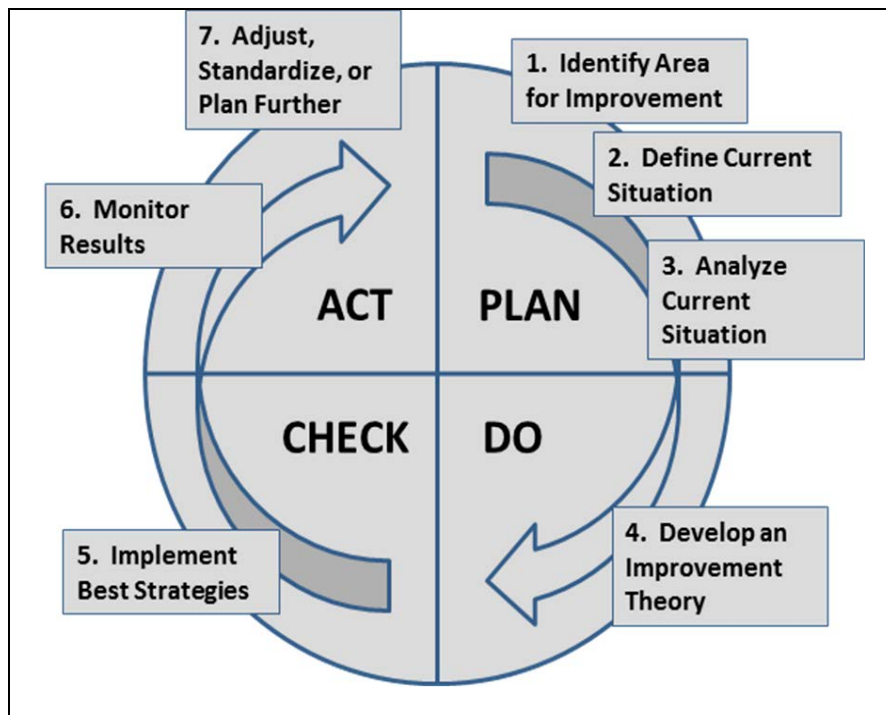 1. Identify Area
for Improvement
2. Define Current
Situation
3. Analyze
Current
Situation
4. Develop an
Improvement
Theory
5. Implement
Best Strategies
6. Monitor
Results
7. Adjust,
Standardize, or
Plan Further
ACT
PLAN
CHECK
DO